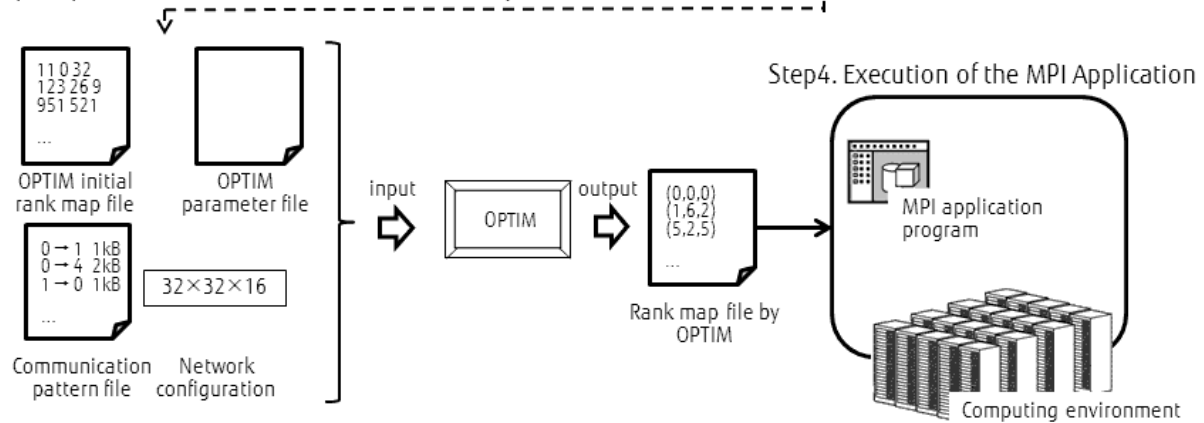 Step4. Execution of the MPI Application
11 0 32
123 26 9
951 521
...
OPTIM initial
rank map file
OPTIM
parameter file
0→1 1kB
0→4 2kB
1→0 1kB
...
Communication
pattern file
32×32×16
Network
configuration
input
OPTIM
output
(0,0,0)
(1,6,2)
(5,2,5)
...
Rank map file by
OPTIM
MPI application
program
Computing environment